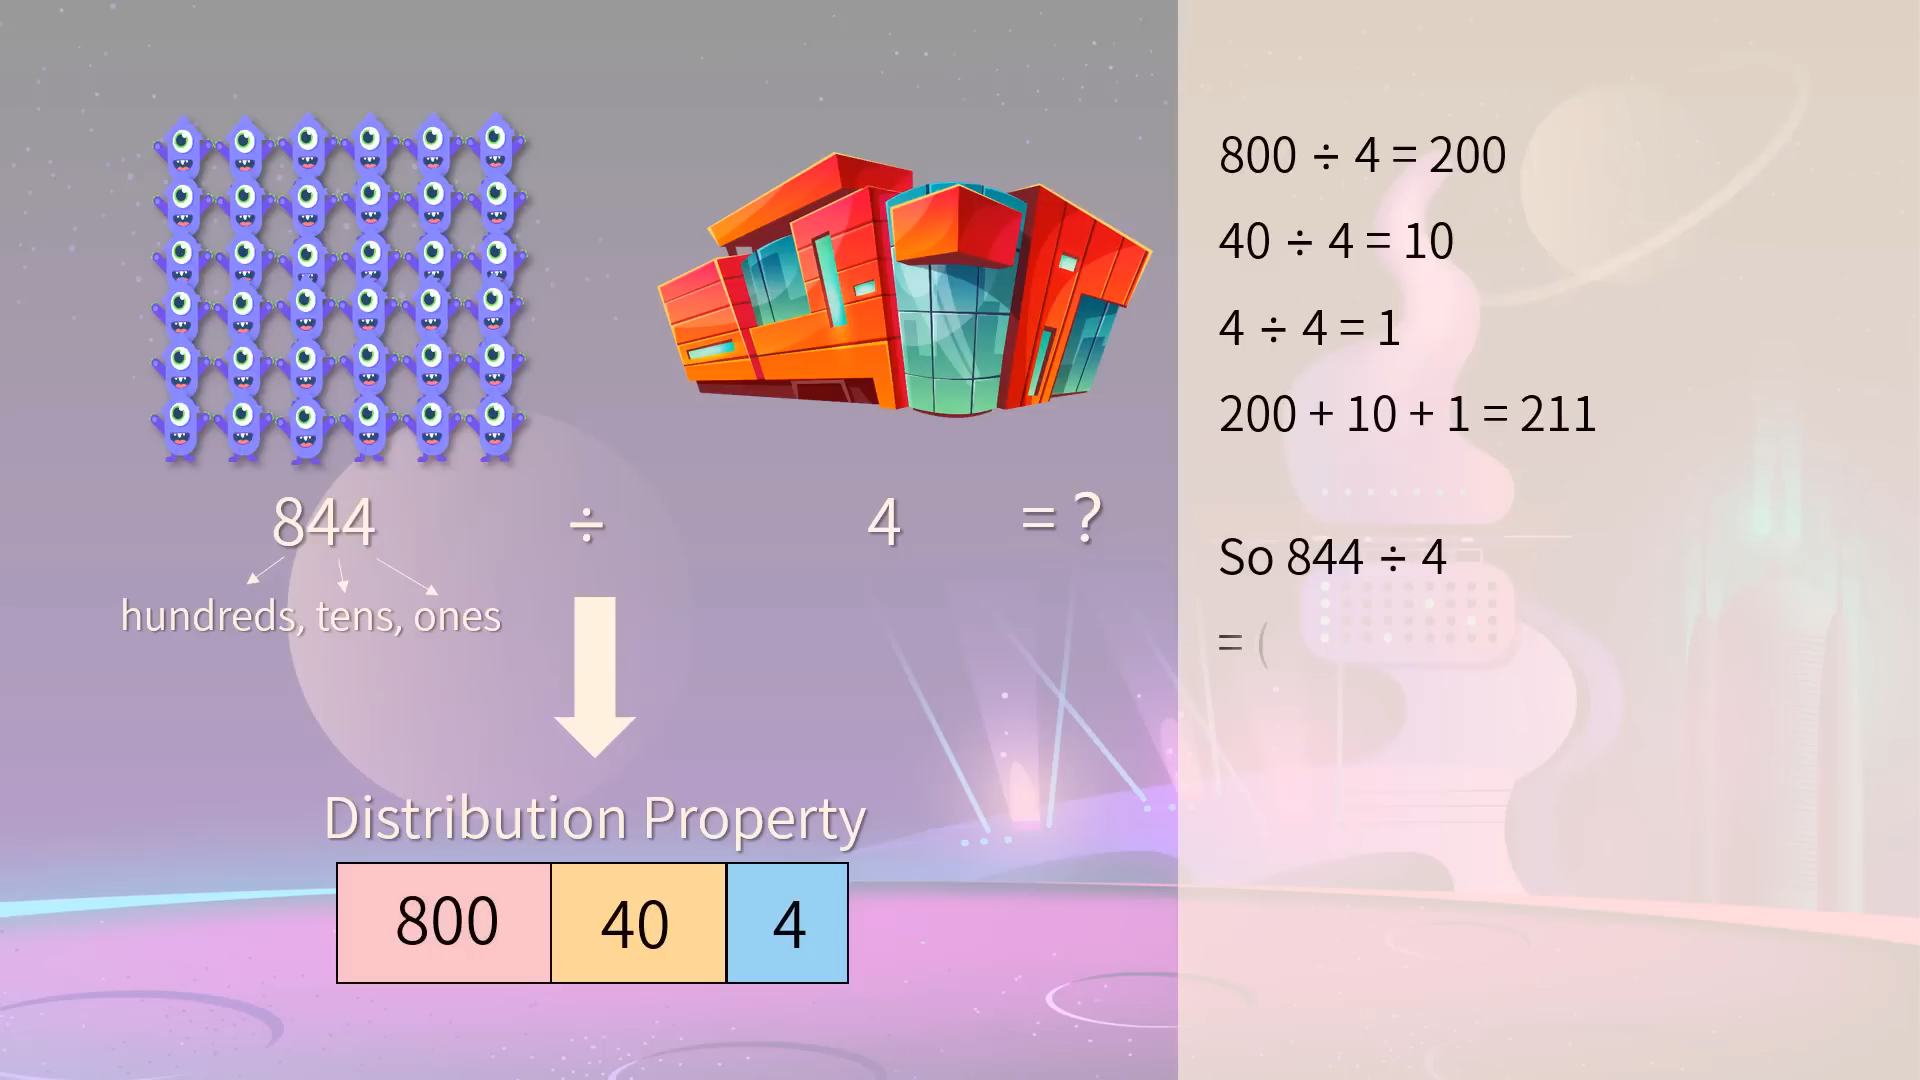 844 ÷ 4 = ?
hundreds, tens, ones
Distribution Property
800 40 4
800 ÷ 4 = 200
40 ÷ 4 = 10
4 ÷ 4 = 1
200 + 10 + 1 = 211
So 844 ÷ 4
= (